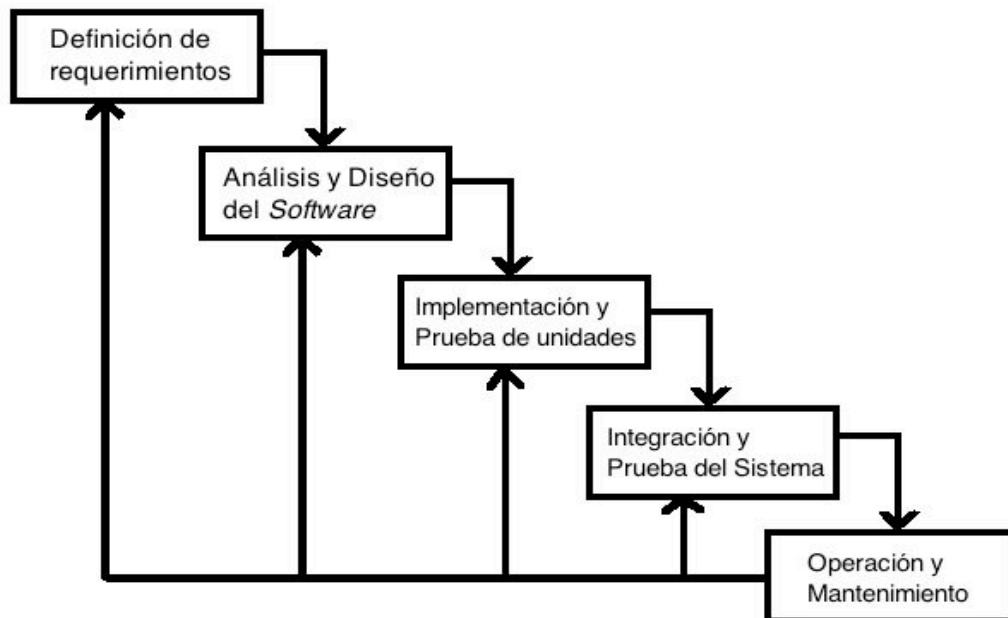 Definición de
requerimientos
Análisis y Diseño
del Software
Implementación y
Prueba de unidades
Integración y
Prueba del Sistema
Operación y
Mantenimiento